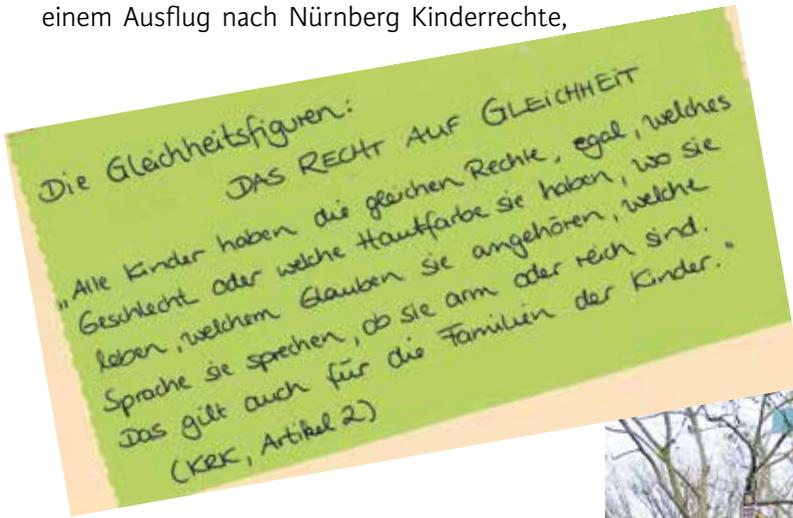 einem Ausflug nach Nürnberg Kinderrechte,
Die Gleichheitsfiguren:
DAS RECHT AUF GLEICHHEIT
„Alle Kinder haben die gleichen Rechte, egal, welches
Geschlecht oder welche Hautfarbe sie haben, wo sie
leben, welchem Glauben sie angehören, welche
Sprache sie sprechen, ob sie arm oder reich sind.
Das gilt auch für die Familien der Kinder."
(KRK, Artikel 2)